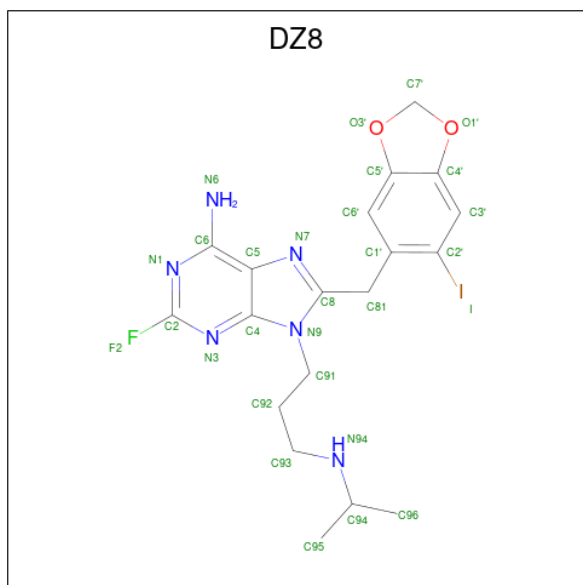 DZ8
C7'
O3' O O O1'
C5' C4'
N6
NH2 C6' C3'
C6 C5 N7 C1' C2'
N1 N N
C8 C81 I I
F C2 N C4 N N9
F2 N3
C91
C92
H N94
C93 N
C94 C96
C95